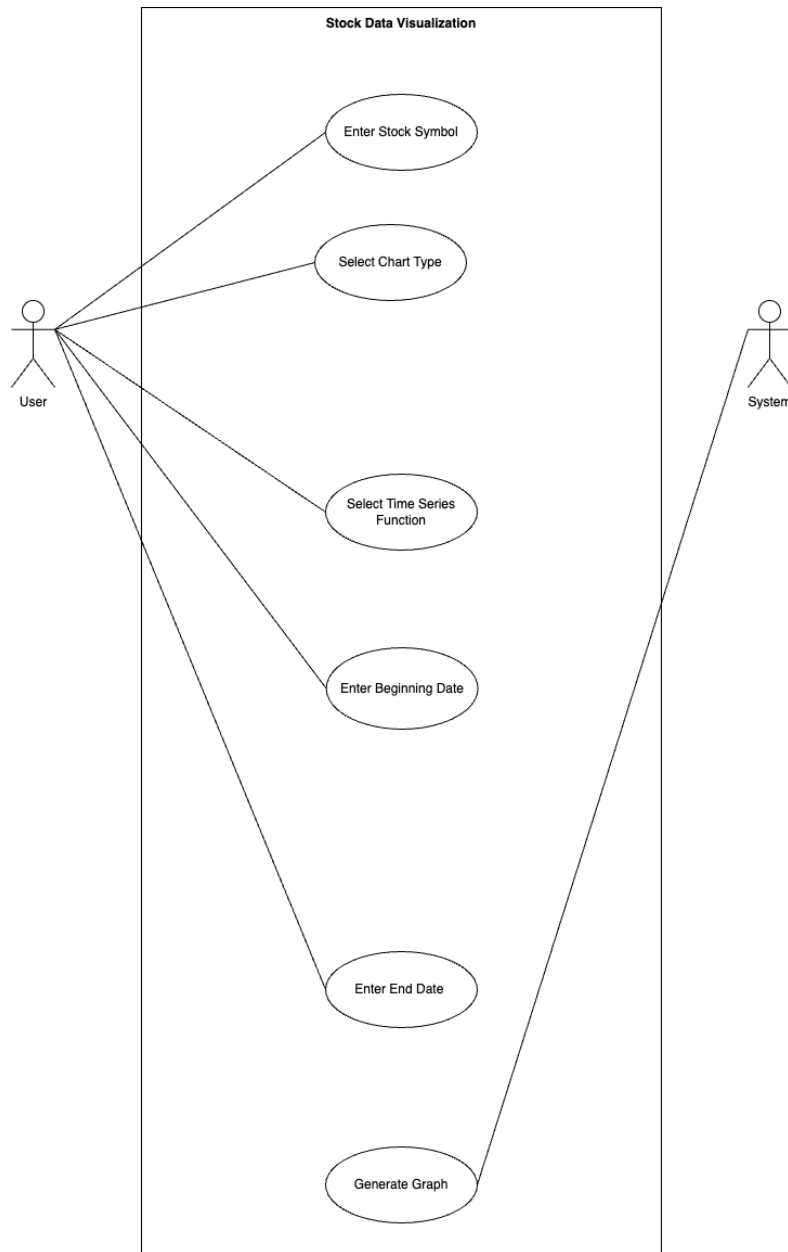 Stock Data Visualization
Enter Stock Symbol
Select Chart Type
User
System
Select Time Series
Function
Enter Beginning Date
Enter End Date
Generate Graph